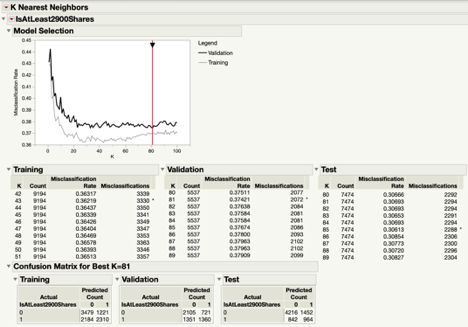 K Nearest Neighbors
IsAtLeast2900Shares
Model Selection
0.45
0.44
0.43
0.42
0.41
0.40
0.39
0.38
0.37
0.36
Misclassification Rate
0 20 40 60 80 100
K
Legend
Validation
Training
Training
Misclassification
K Count Rate Misclassifications
42 9194 0.36317 3339
43 9194 0.36219 3330 *
44 9194 0.36437 3350
45 9194 0.36339 3341
46 9194 0.36426 3349
47 9194 0.36404 3347
48 9194 0.36469 3353
49 9194 0.36578 3363
50 9194 0.36393 3346
51 9194 0.36513 3357
Validation
Misclassification
K Count Rate Misclassifications
80 5537 0.37511 2077
81 5537 0.37421 2072 *
82 5537 0.37638 2084
83 5537 0.37584 2081
84 5537 0.37584 2081
85 5537 0.37674 2086
86 5537 0.37800 2093
87 5537 0.37963 2102
88 5537 0.37963 2102
89 5537 0.37909 2099
Test
Misclassification
K Count Rate Misclassifications
80 7474 0.30666 2292
81 7474 0.30693 2294
82 7474 0.30693 2294
83 7474 0.30653 2291
84 7474 0.30693 2294
85 7474 0.30613 2288 *
86 7474 0.30854 2306
87 7474 0.30773 2300
88 7474 0.30720 2296
89 7474 0.30827 2304
Confusion Matrix for Best K=81
Training
Predicted
Actual Count
IsAtLeast2900Shares 0 1
0 3479 1221
1 2184 2310
Validation
Predicted
Actual Count
IsAtLeast2900Shares 0 1
0 2105 721
1 1351 1360
Test
Predicted
Actual Count
IsAtLeast2900Shares 0 1
0 4216 1452
1 842 964